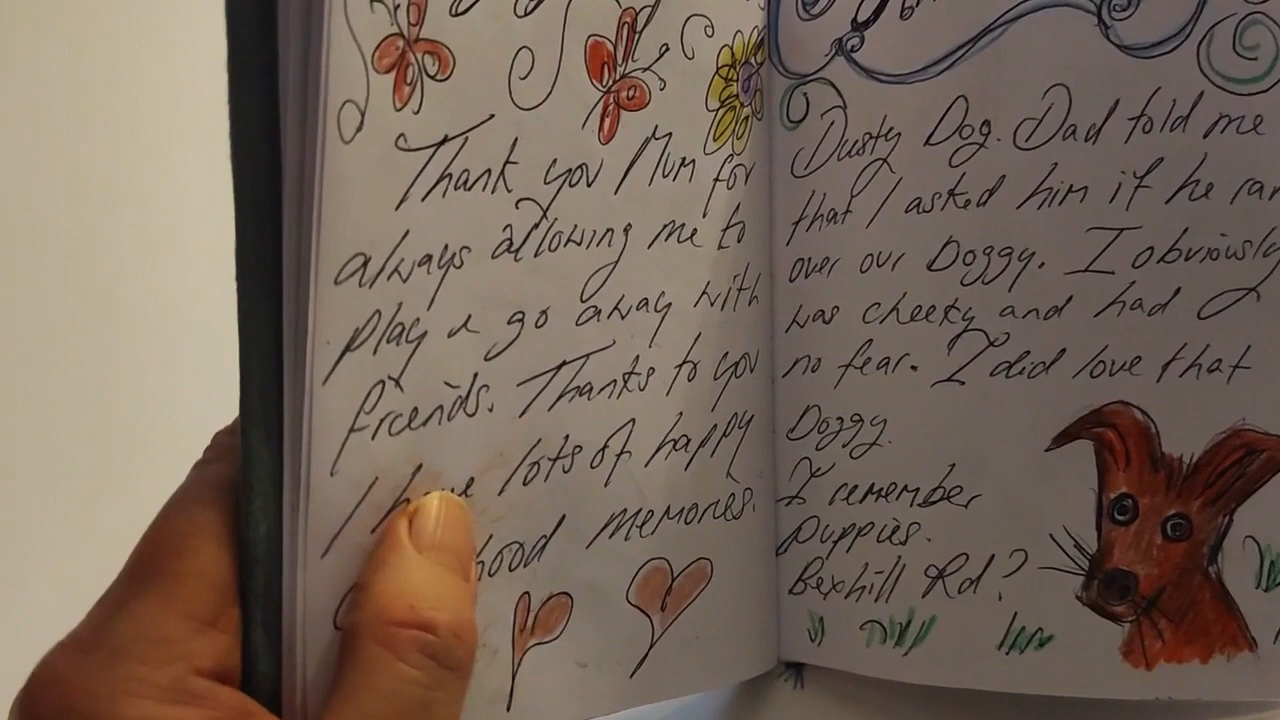 Thank you Mum for
always allowing me to
play & go away with
friends. Thanks to you
I have lots of happy
hood memories.
Dusty Dog. Dad told me
that I asked him if he ran
over our Doggy. I obviously
was cheeky and had
no fear. I did love that
Doggy.
I remember
Puppies.
Bexhill Rd?